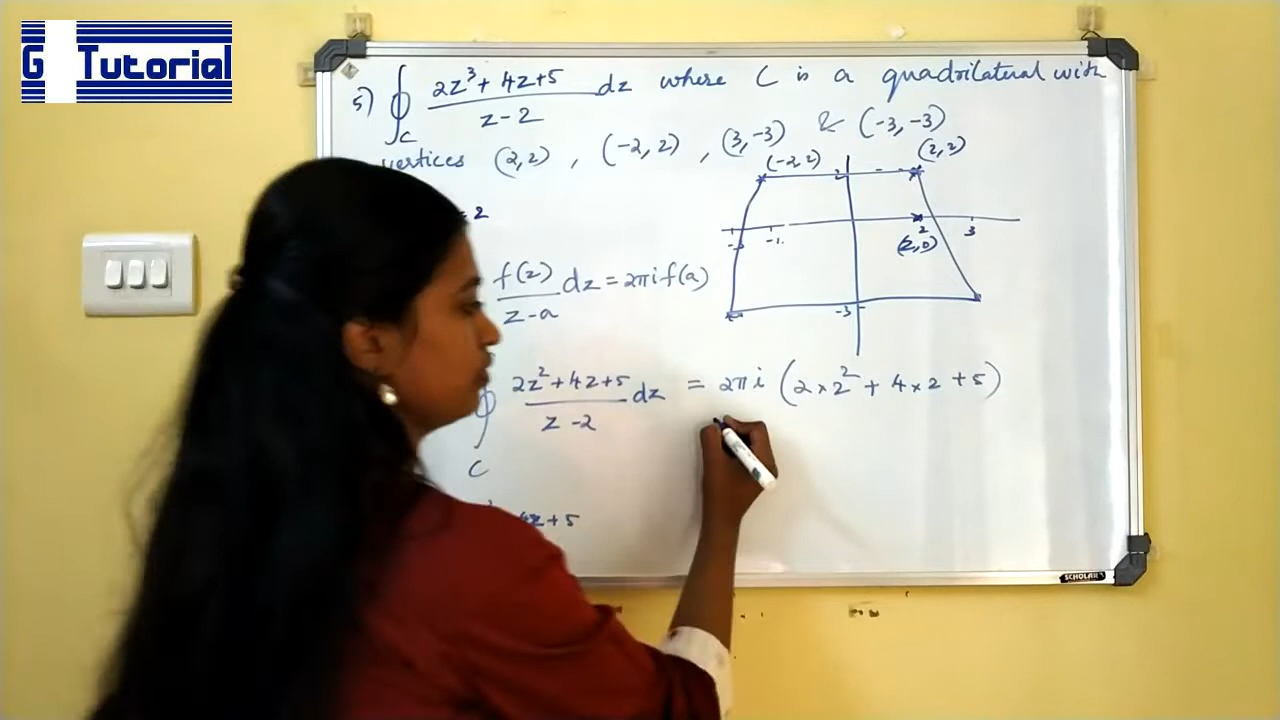 G Tutorial
5) ∮_C (2z³ + 4z + 5)/(z - 2) dz where C is a quadrilateral with
vertices (2,2) , (-2,2) , (3,-3) & (-3,-3)
(-2,2) (2,2)
2
= 2
-1 2 3
(2,0)
f(z)/(z-a) dz = 2πi f(a)
-3
∮_C (2z² + 4z + 5)/(z - 2) dz = 2πi (2 × 2² + 4 × 2 + 5)
4z + 5
SCHOLAR